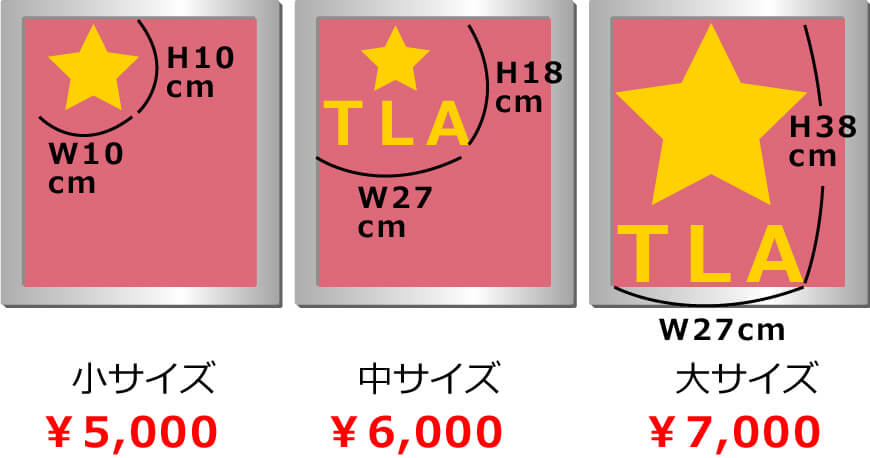 H10
cm
W10
cm
小サイズ
￥5,000
TLA
H18
cm
W27
cm
中サイズ
￥6,000
H38
cm
TLA
W27cm
大サイズ
￥7,000